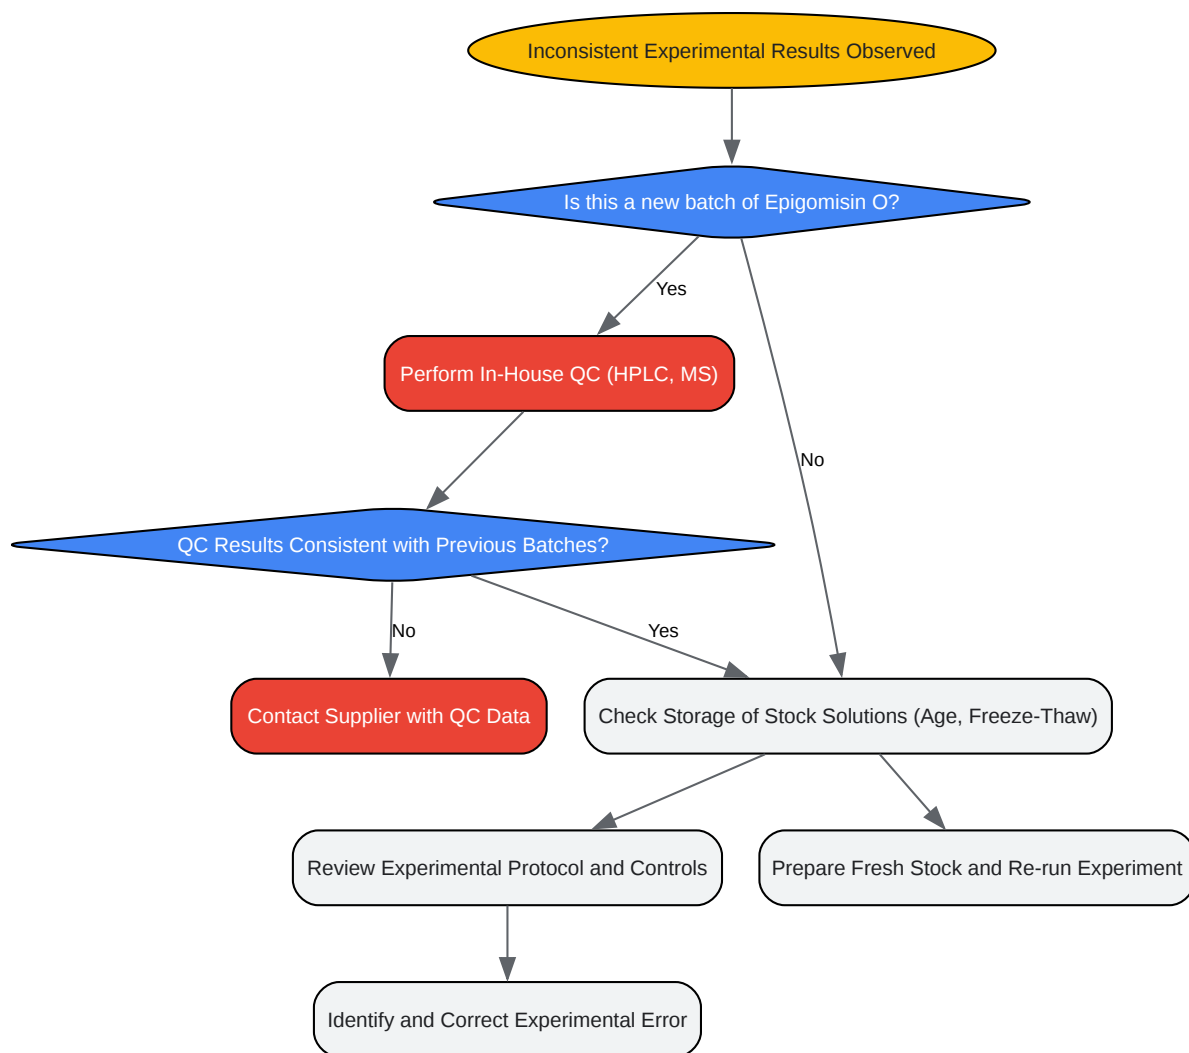 Inconsistent Experimental Results Observed
Is this a new batch of Epigomisin O?
Yes
Perform In-House QC (HPLC, MS)
No
QC Results Consistent with Previous Batches?
No
Yes
Contact Supplier with QC Data
Check Storage of Stock Solutions (Age, Freeze-Thaw)
Review Experimental Protocol and Controls
Prepare Fresh Stock and Re-run Experiment
Identify and Correct Experimental Error